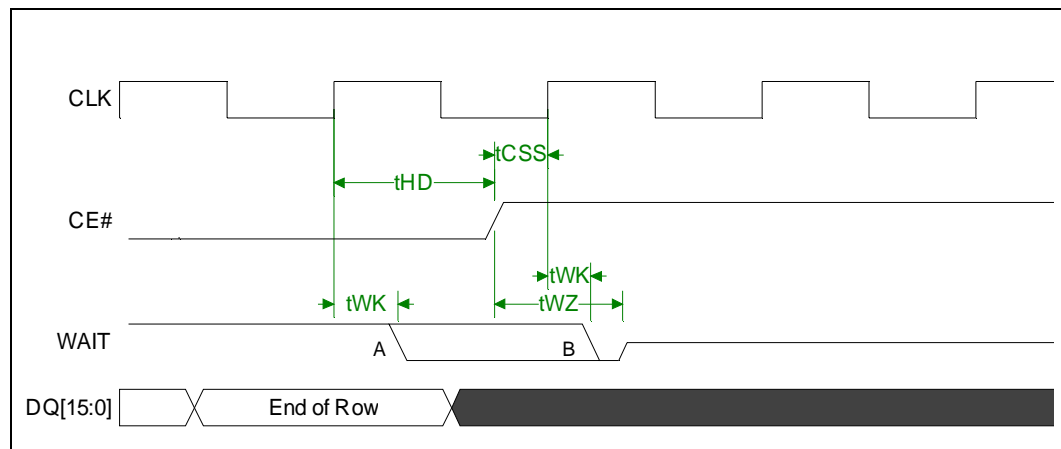 CLK
tCSS
tHD
CE#
tWK
tWK
tWZ
WAIT
A
B
DQ[15:0]
End of Row